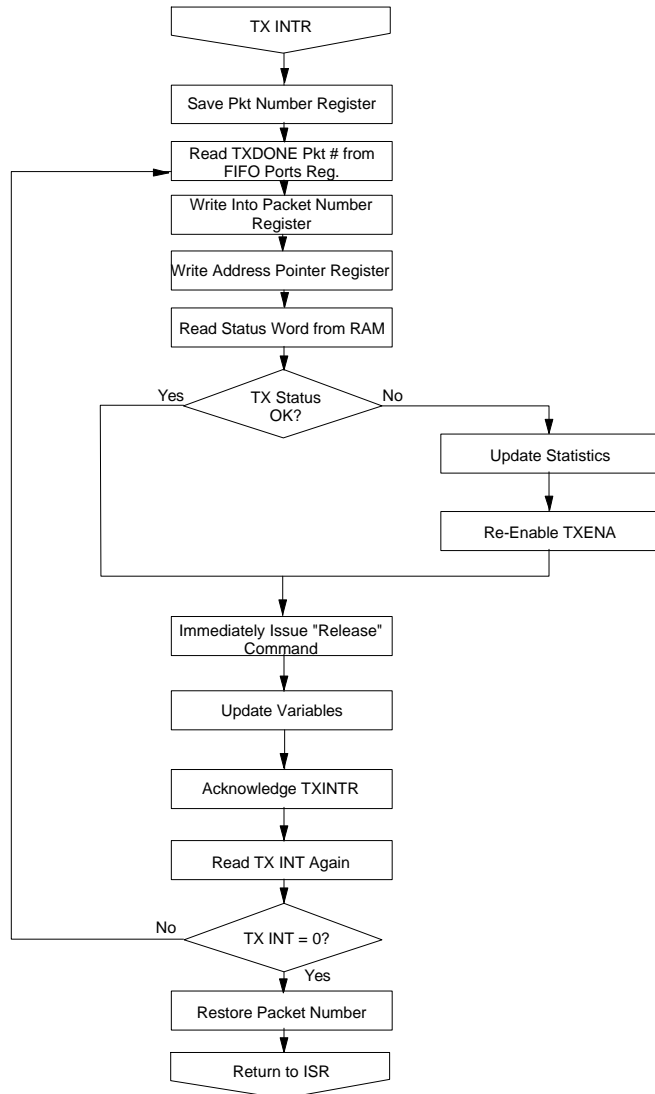 TX INTR
Save Pkt Number Register
Read TXDONE Pkt # from
FIFO Ports Reg.
Write Into Packet Number
Register
Write Address Pointer Register
Read Status Word from RAM
Yes
TX Status
OK?
No
Update Statistics
Re-Enable TXENA
Immediately Issue "Release"
Command
Update Variables
Acknowledge TXINTR
Read TX INT Again
No
TX INT = 0?
Yes
Restore Packet Number
Return to ISR